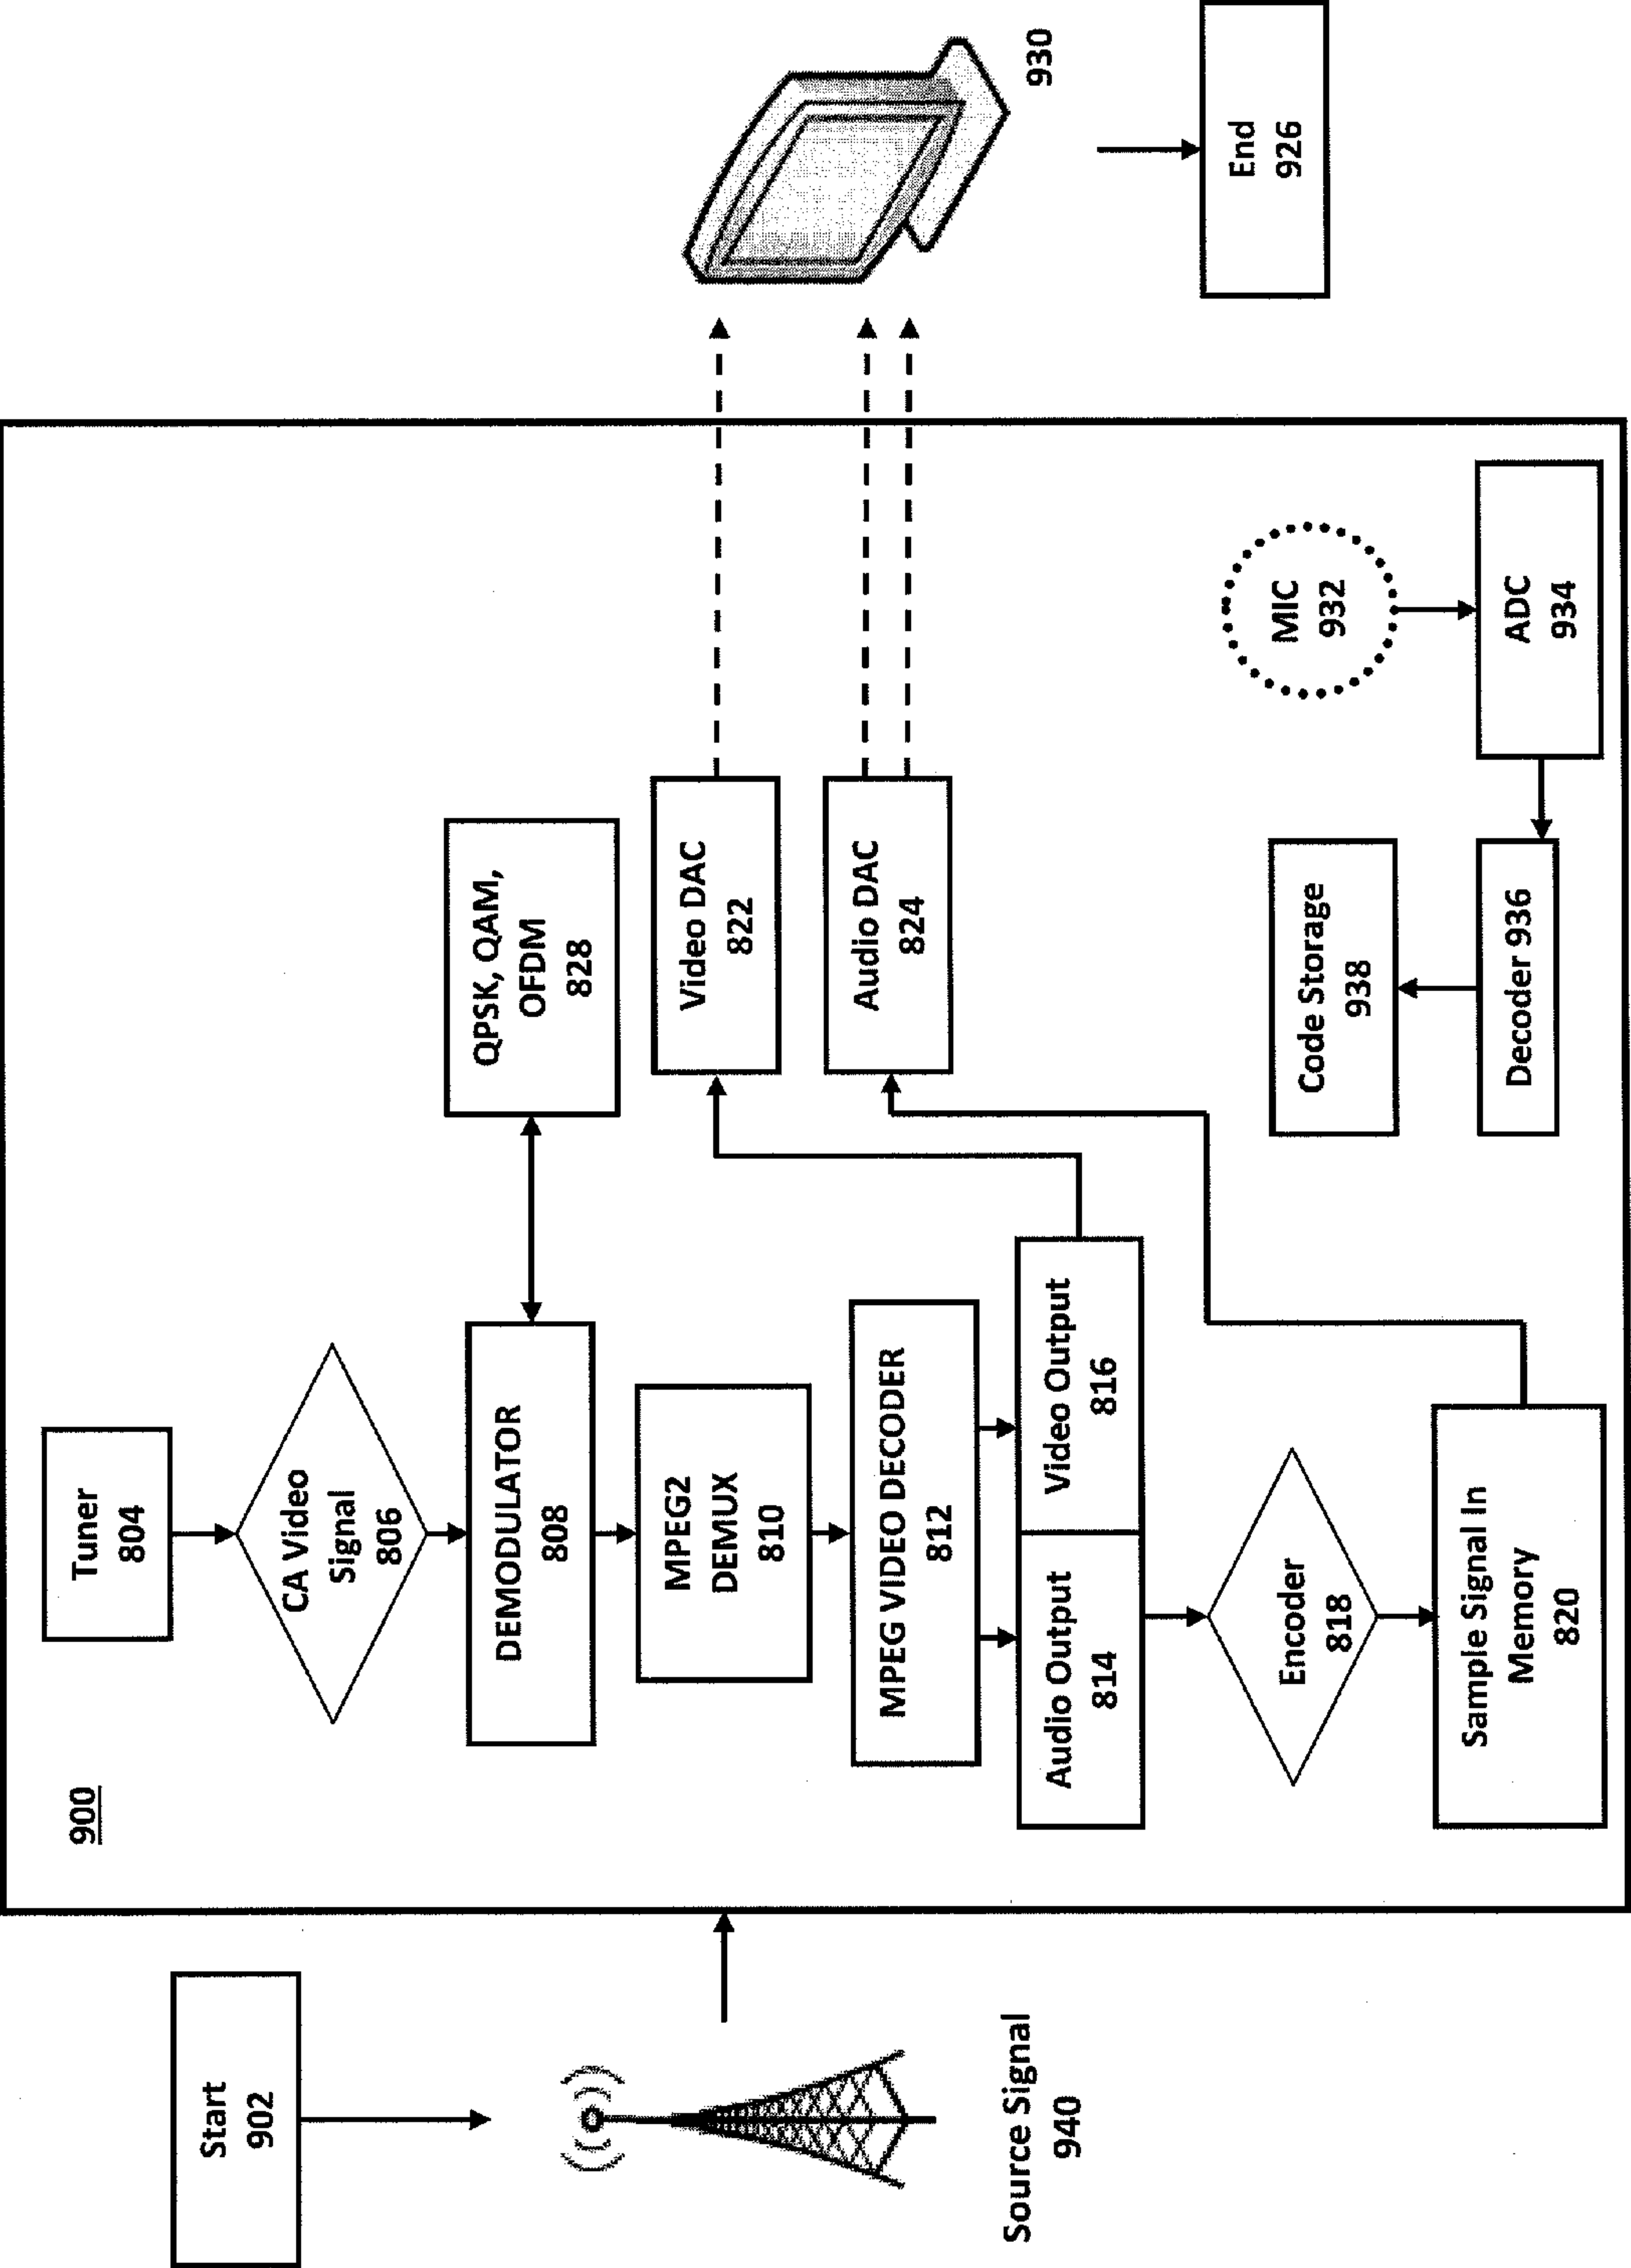 Start
902
Source Signal
940
900
Tuner
804
CA Video
Signal
806
DEMODULATOR
808
QPSK, QAM,
OFDM
828
MPEG2
DEMUX
810
MPEG VIDEO DECODER
812
Audio Output
814
Video Output
816
Encoder
818
Sample Signal In
Memory
820
Video DAC
822
Audio DAC
824
MIC
932
ADC
934
Decoder 936
Code Storage
938
930
End
926